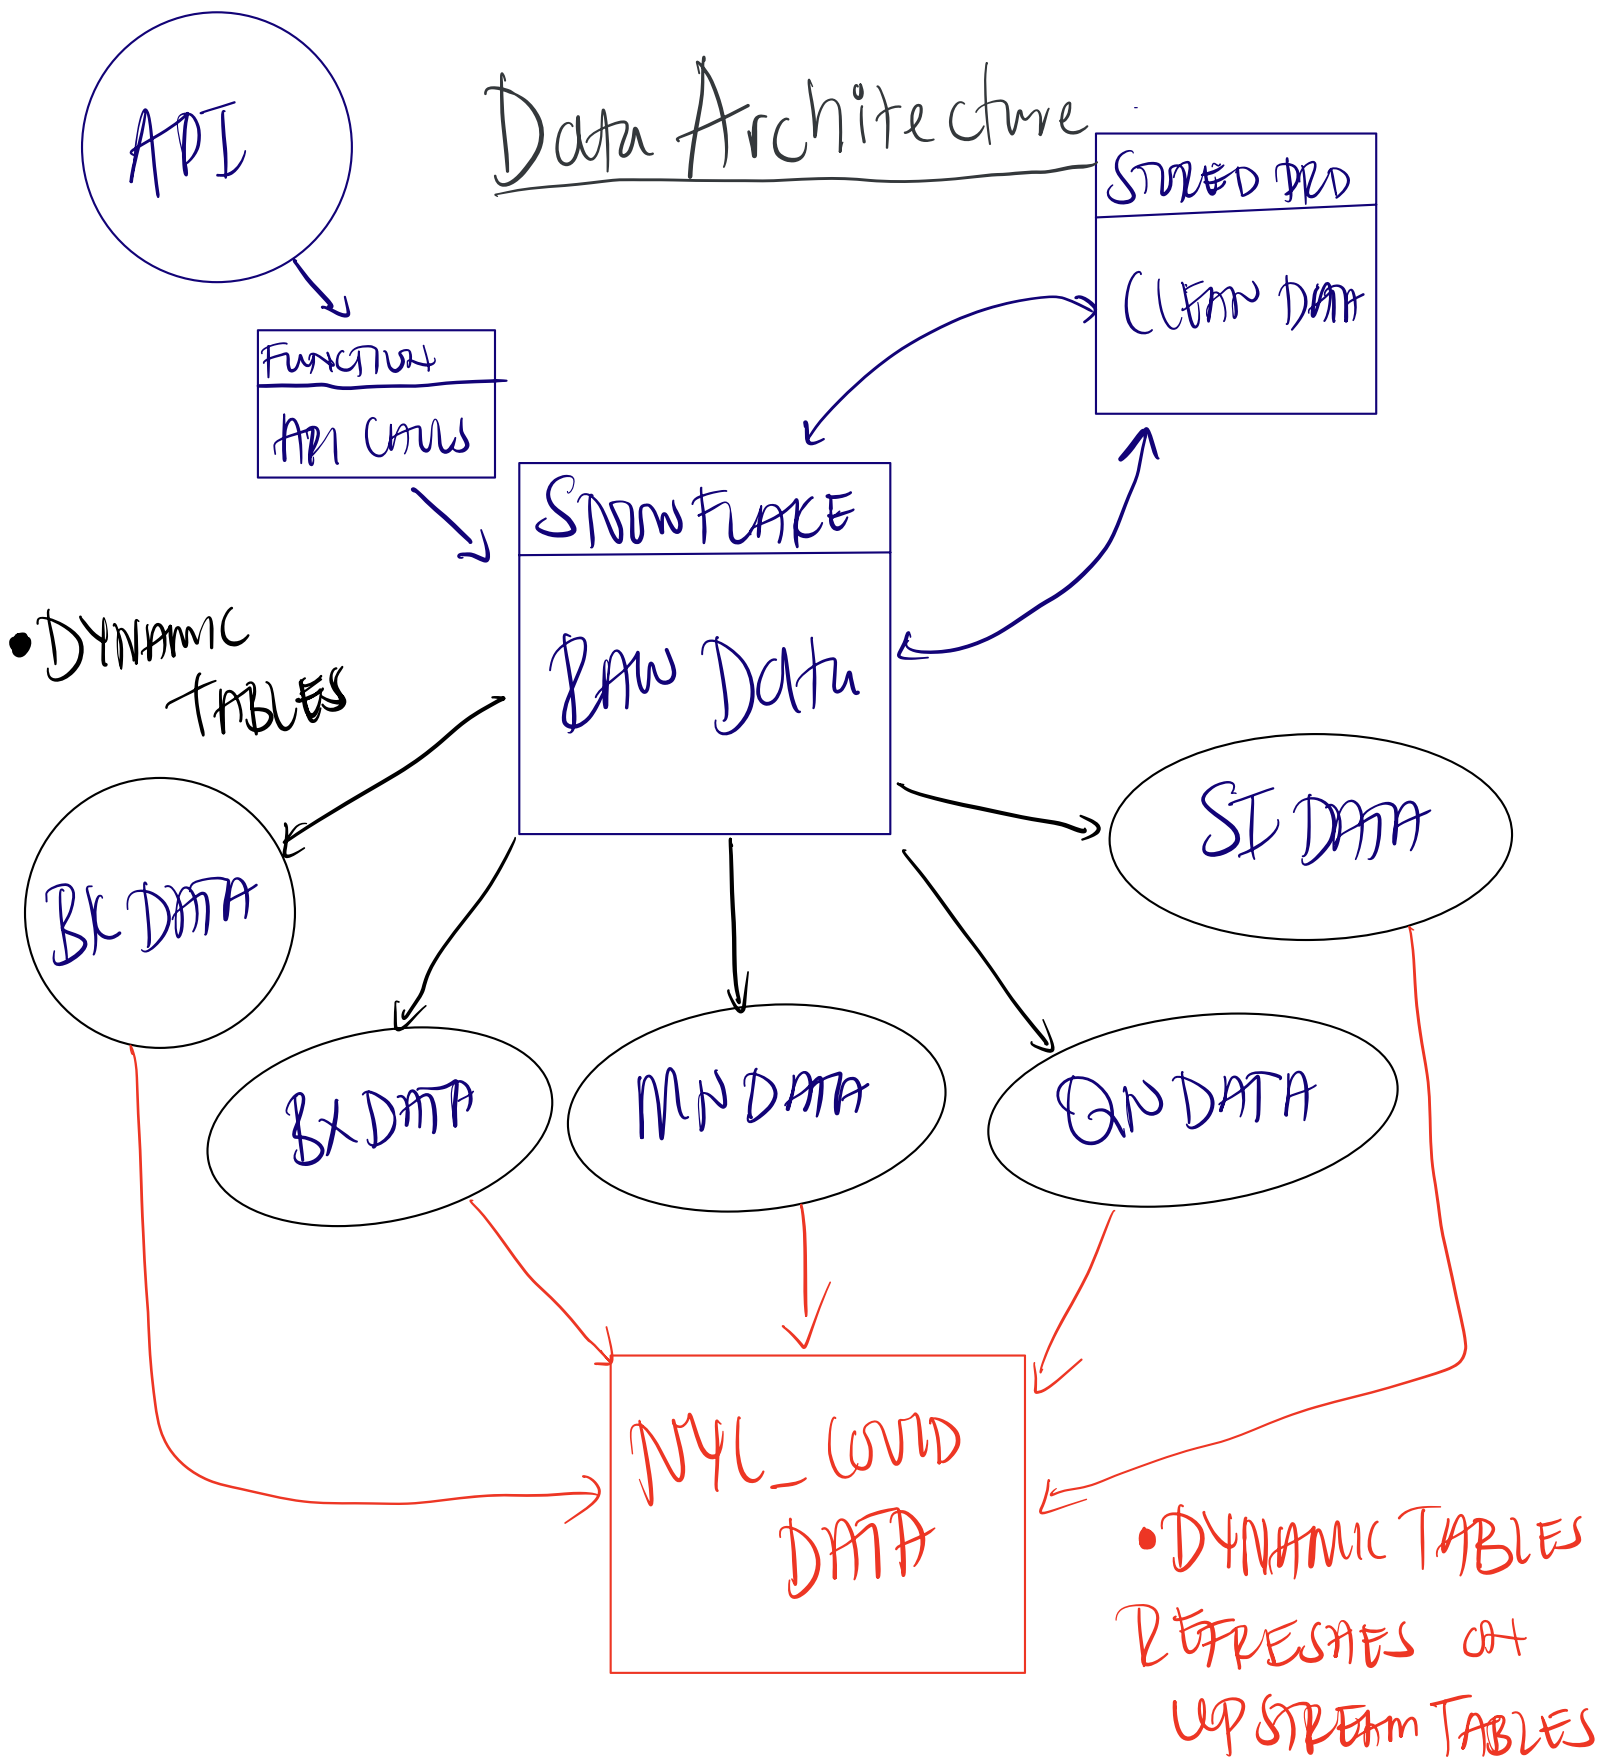 API
Data Architecture
STORED PRD
CLEAN DATA
FUNCTION
API CALLS
SNOWFLAKE
RAW Data
• DYNAMIC
TABLES
SI DATA
BK DATA
BX DATA
MN DATA
QN DATA
NYC_COVID
DATA
• DYNAMIC TABLES
REFRESHES ON
UPSTREAM TABLES